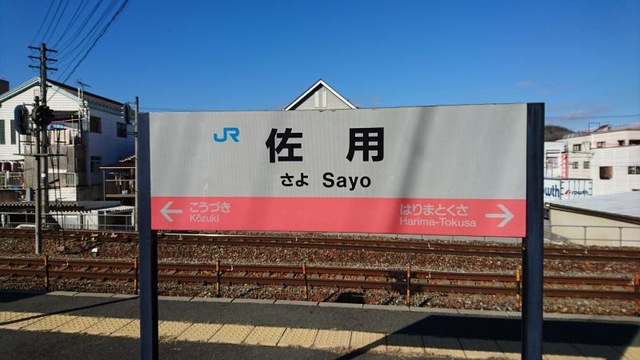 JR 佐用
さよ Sayo
← こうづき はりまとくさ →
Kōzuki Harima-Tokusa